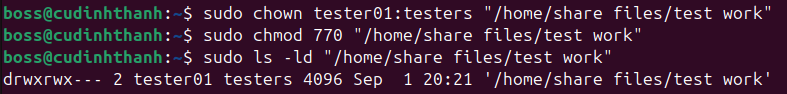 boss@cudinhthanh:~$ sudo chown tester01:testers "/home/share files/test work"
boss@cudinhthanh:~$ sudo chmod 770 "/home/share files/test work"
boss@cudinhthanh:~$ sudo ls -ld "/home/share files/test work"
drwxrwx--- 2 tester01 testers 4096 Sep  1 20:21 '/home/share files/test work'